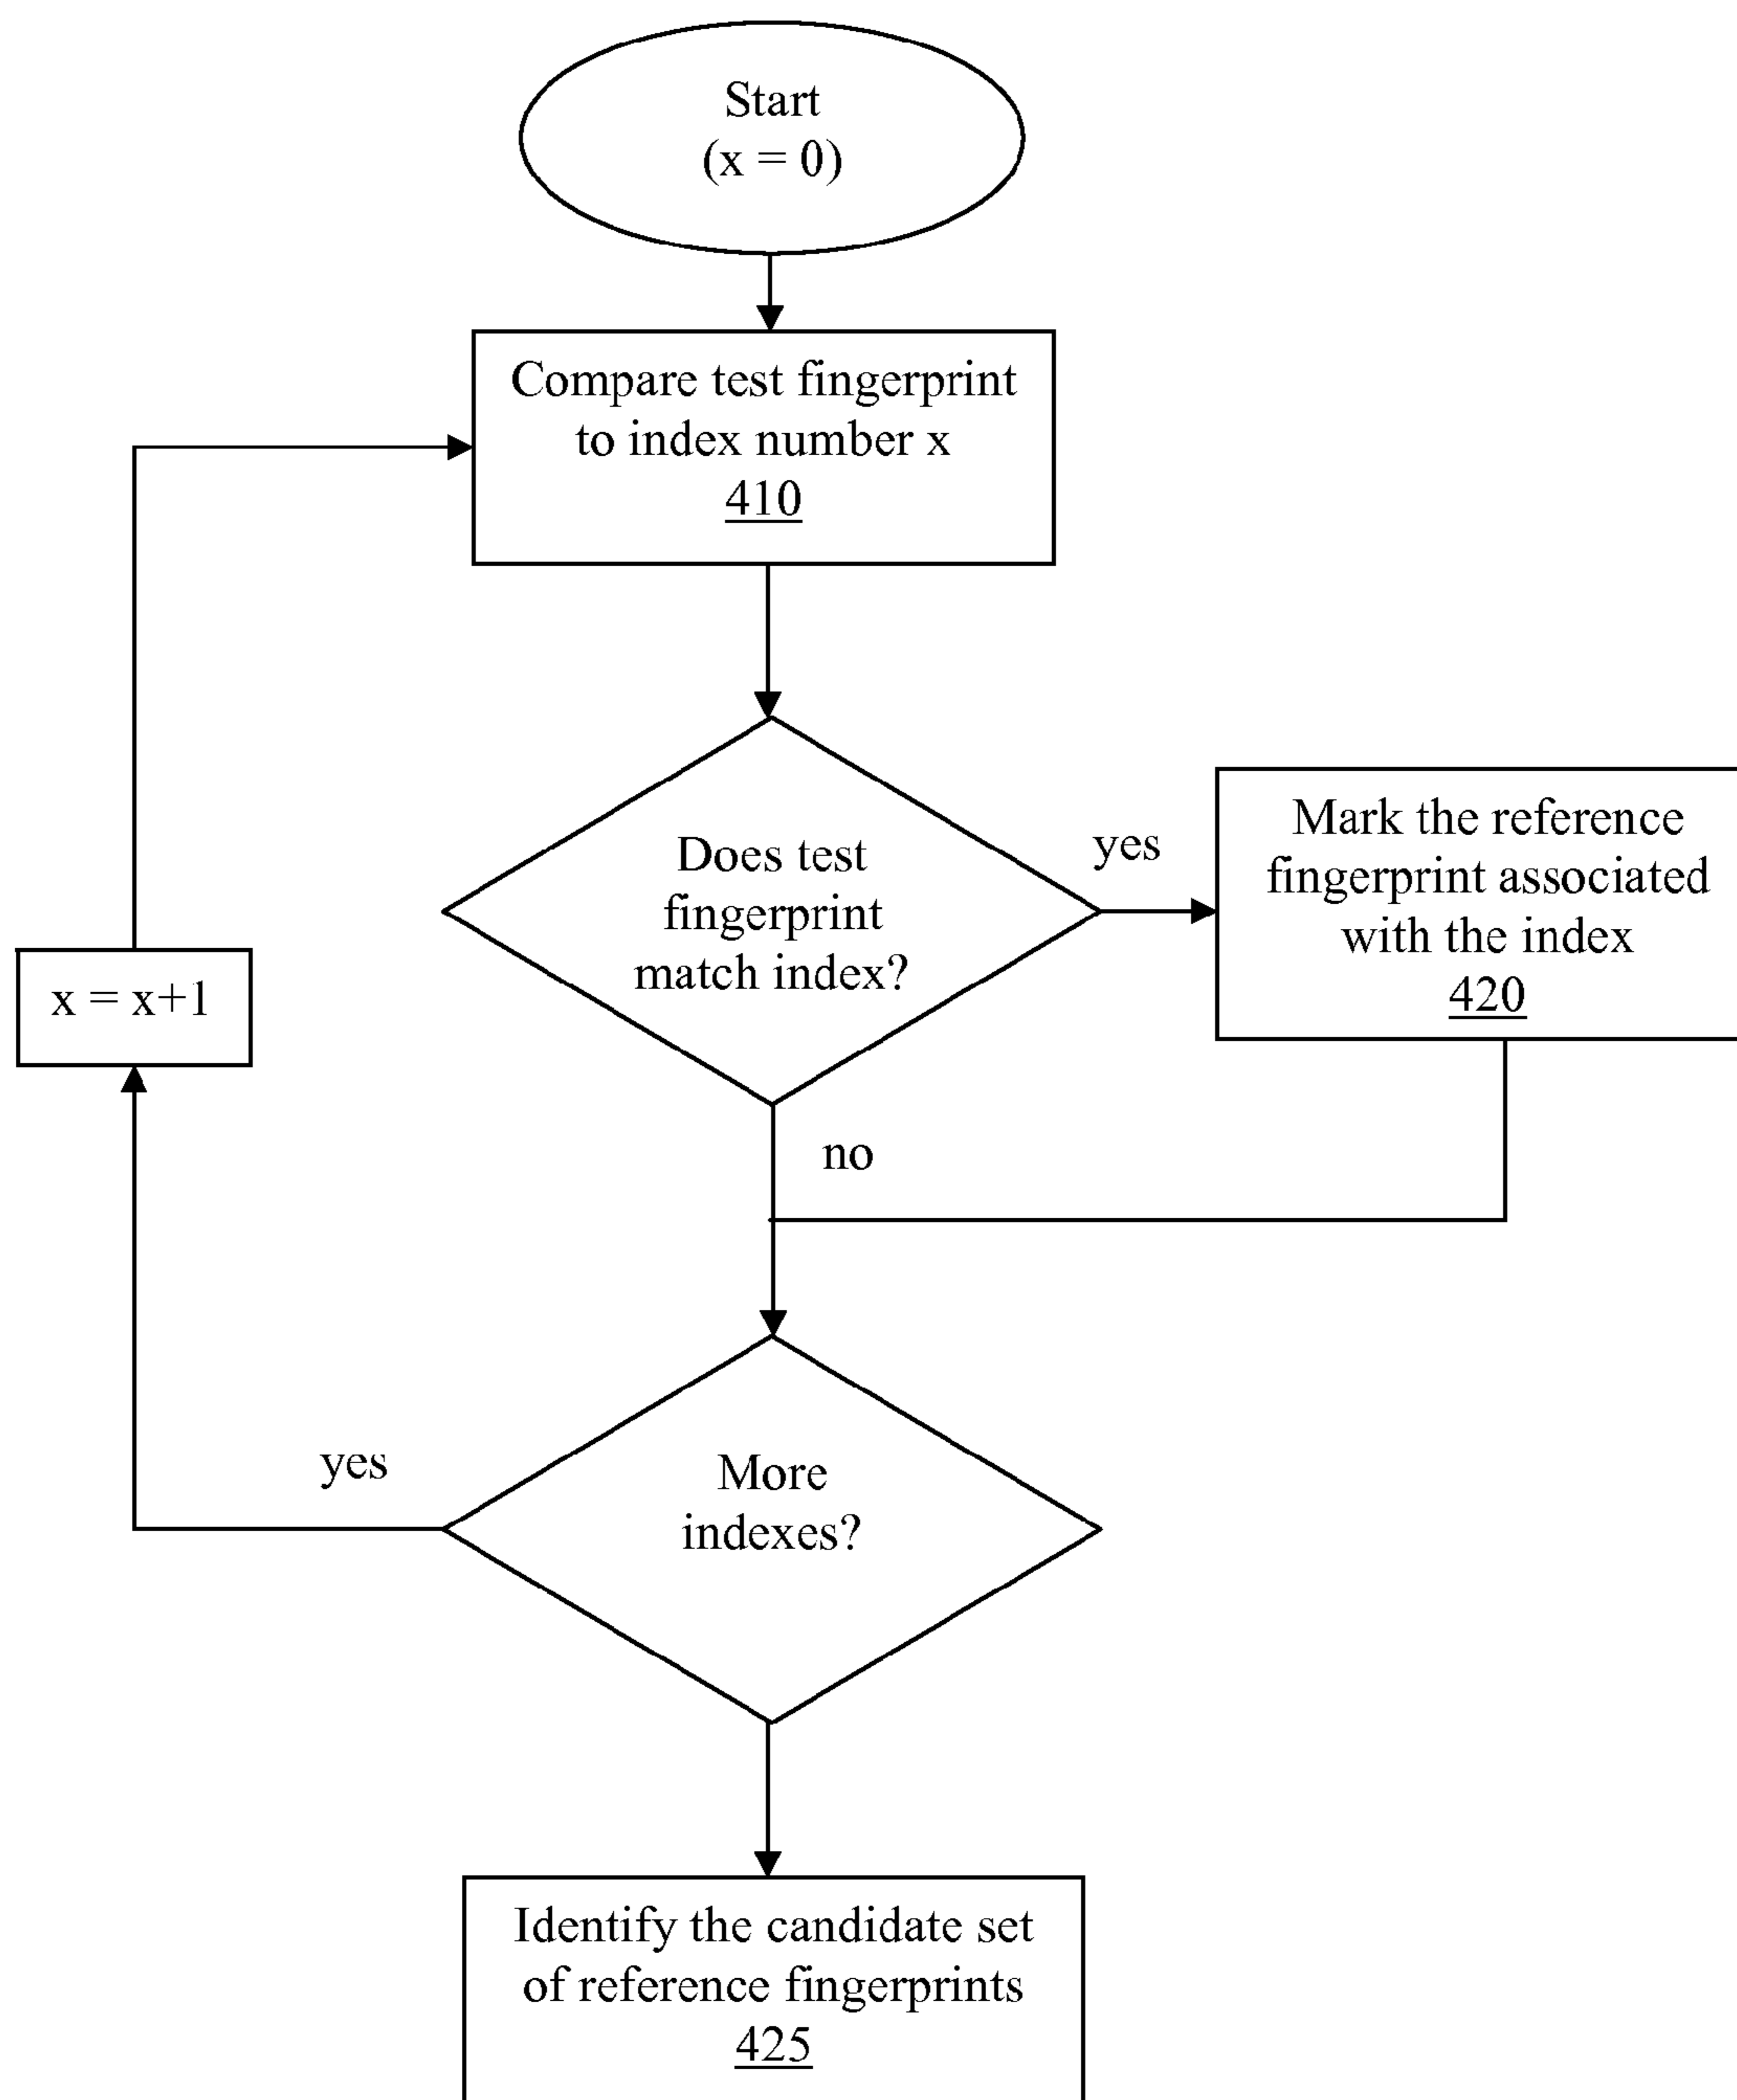 Start
(x = 0)
Compare test fingerprint
to index number x
410
Does test
fingerprint
match index?
yes
Mark the reference
fingerprint associated
with the index
420
x = x+1
no
yes
More
indexes?
Identify the candidate set
of reference fingerprints
425